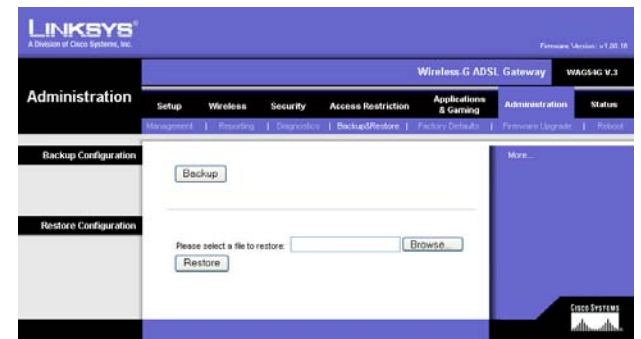 LINKSYS®
A Division of Cisco Systems, Inc.
Firmware Version: v1.00.18
Wireless-G ADSL Gateway WAG54G V.3
Administration
Setup Wireless Security Access Restriction Applications & Gaming Administration Status
Management | Reporting | Diagnostics | Backup&Restore | Factory Defaults | Firmware Upgrade | Reboot
Backup Configuration
Backup
More...
Restore Configuration
Please select a file to restore: Browse...
Restore
CISCO SYSTEMS